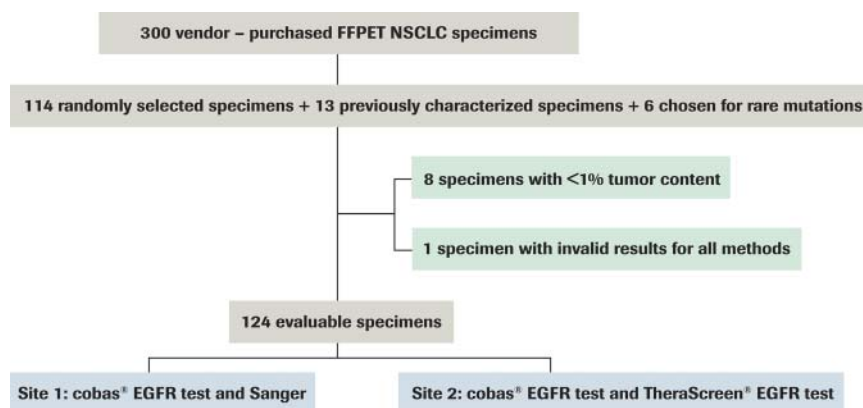 300 vendor – purchased FFPET NSCLC specimens
114 randomly selected specimens + 13 previously characterized specimens + 6 chosen for rare mutations
8 specimens with <1% tumor content
1 specimen with invalid results for all methods
124 evaluable specimens
Site 1: cobas® EGFR test and Sanger
Site 2: cobas® EGFR test and TheraScreen® EGFR test